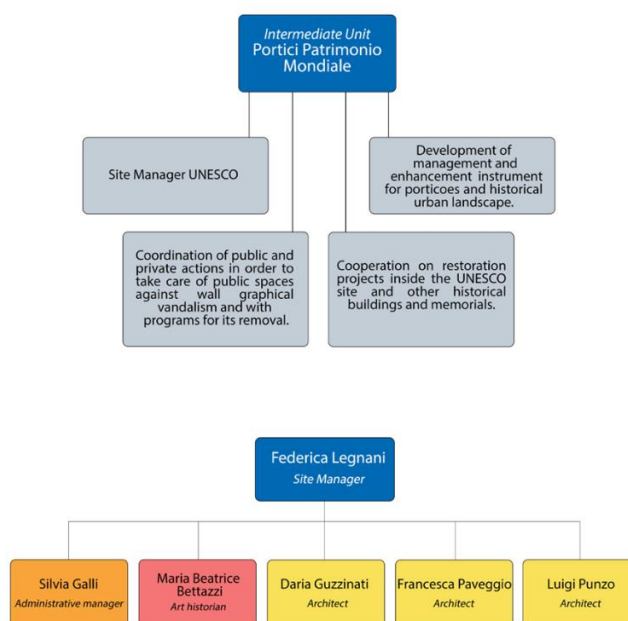 Intermediate Unit
Portici Patrimonio
Mondiale
Site Manager UNESCO
Development of
management and
enhancement instrument
for porticoes and historical
urban landscape.
Coordination of public and
private actions in order to
take care of public spaces
against wall graphical
vandalism and with
programs for its removal.
Cooperation on restoration
projects inside the UNESCO
site and other historical
buildings and memorials.
Federica Legnani
Site Manager
Silvia Galli
Administrative manager
Maria Beatrice
Bettazzi
Art historian
Daria Guzzinati
Architect
Francesca Paveggio
Architect
Luigi Punzo
Architect